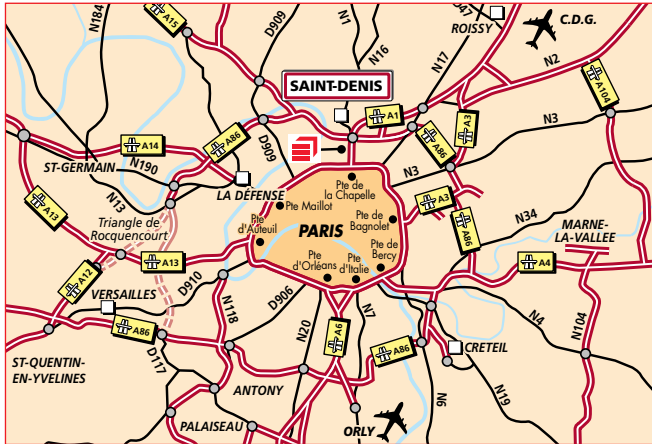 N184
A15
D909
N1
N16
ROISSY
C.D.G.
N17
N2
A104
SAINT-DENIS
A1
A3
N3
A14
A86
D909
A86
ST-GERMAIN
N190
N13
LA DÉFENSE
Pte
de la
Chapelle
N3
A3
A13
Pte Maillot
Triangle de
Rocquencourt
Pte
d'Auteuil
PARIS
Pte de
Bagnolet
A86
N34
MARNE-
LA-VALLEE
Pte de
Bercy
A13
Pte
d'Orléans
Pte
d'Italie
A4
A12
D910
VERSAILLES
N118
D906
N7
A6
N20
A86
A86
N4
N104
D117
ST-QUENTIN-
EN-YVELINES
CRETEIL
ANTONY
N6
N19
PALAISEAU
ORLY